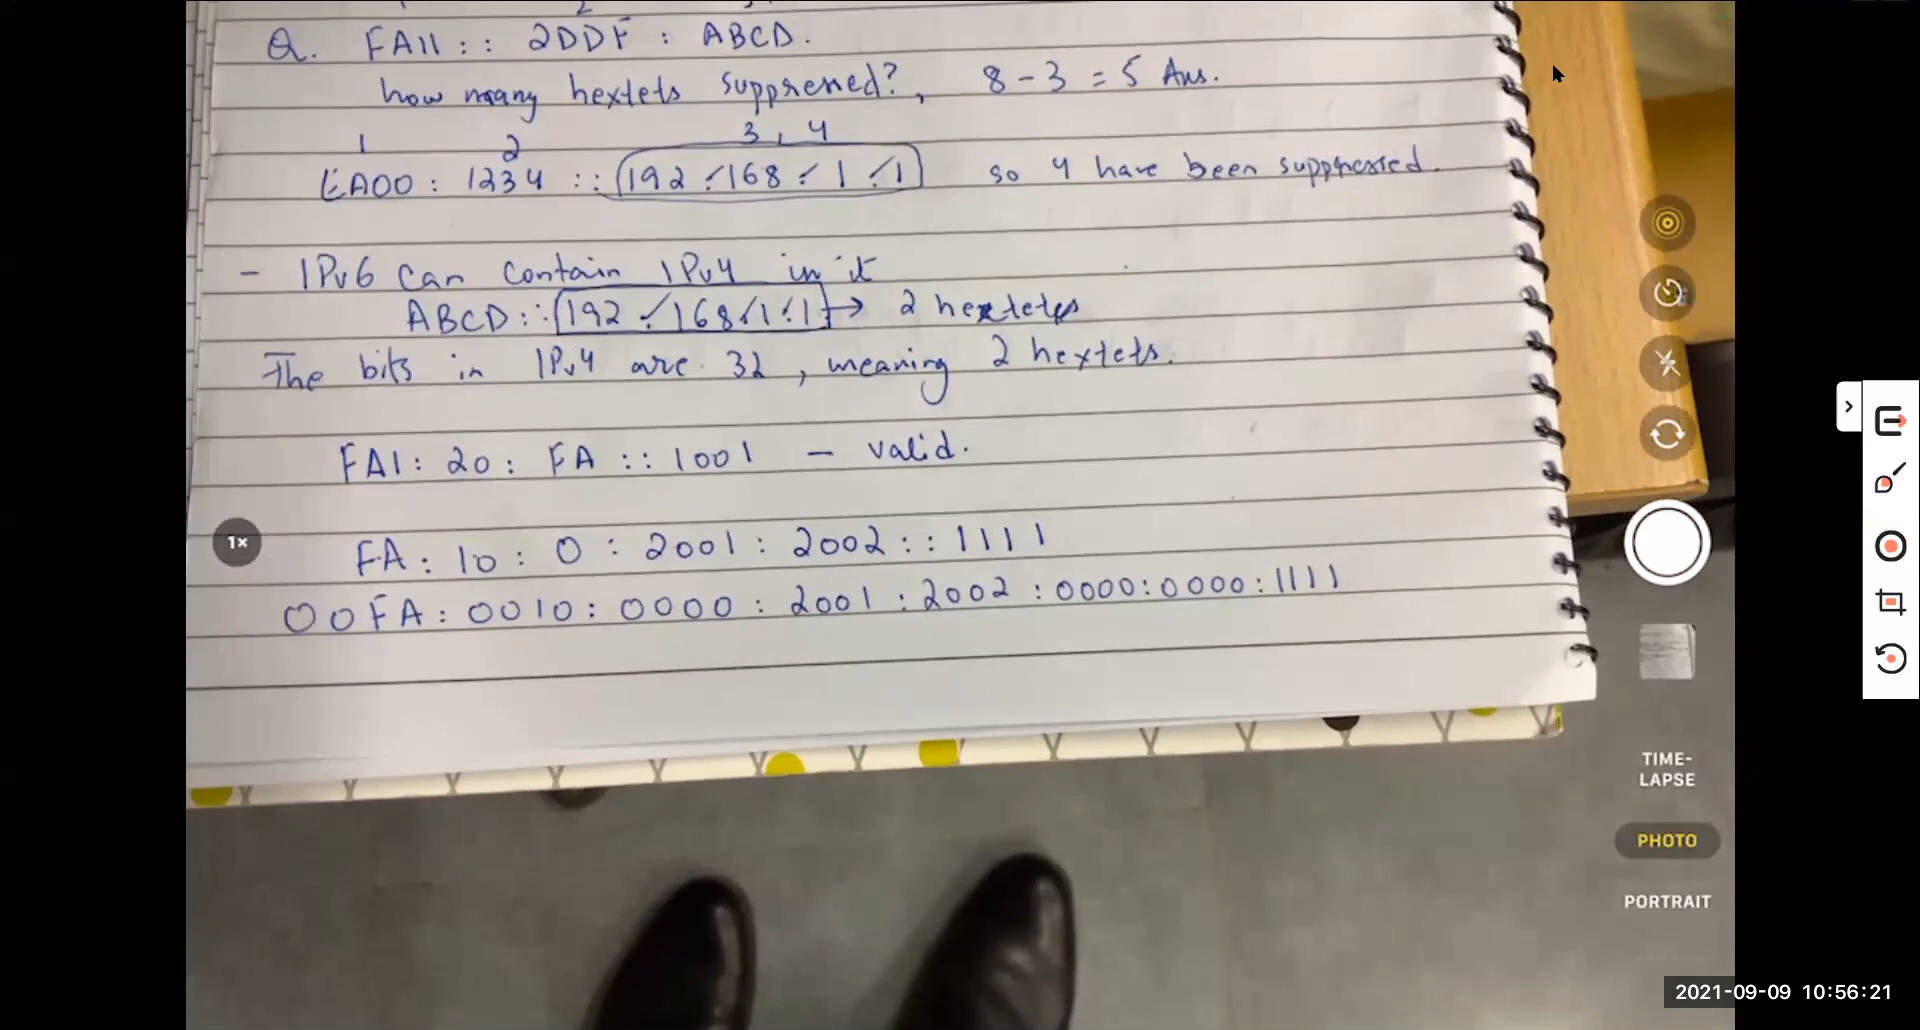 Q. FA11 :: 2DDF : ABCD.
how many hextets suppressed?, 8 - 3 = 5 Ans.
1 2 3, 4
EA00 : 1234 :: 192.168.1.1 so 4 have been suppressed.
- IPv6 can contain IPv4 in it
ABCD :: 192.168.1.1 → 2 hextets
The bits in IPv4 are 32, meaning 2 hextets.
FA1 : 20 : FA :: 1001 - valid.
FA : 10 : 0 : 2001 : 2002 :: 1111
00FA : 0010 : 0000 : 2001 : 2002 : 0000 : 0000 : 1111
1×
TIME-
LAPSE
PHOTO
PORTRAIT
2021-09-09 10:56:21